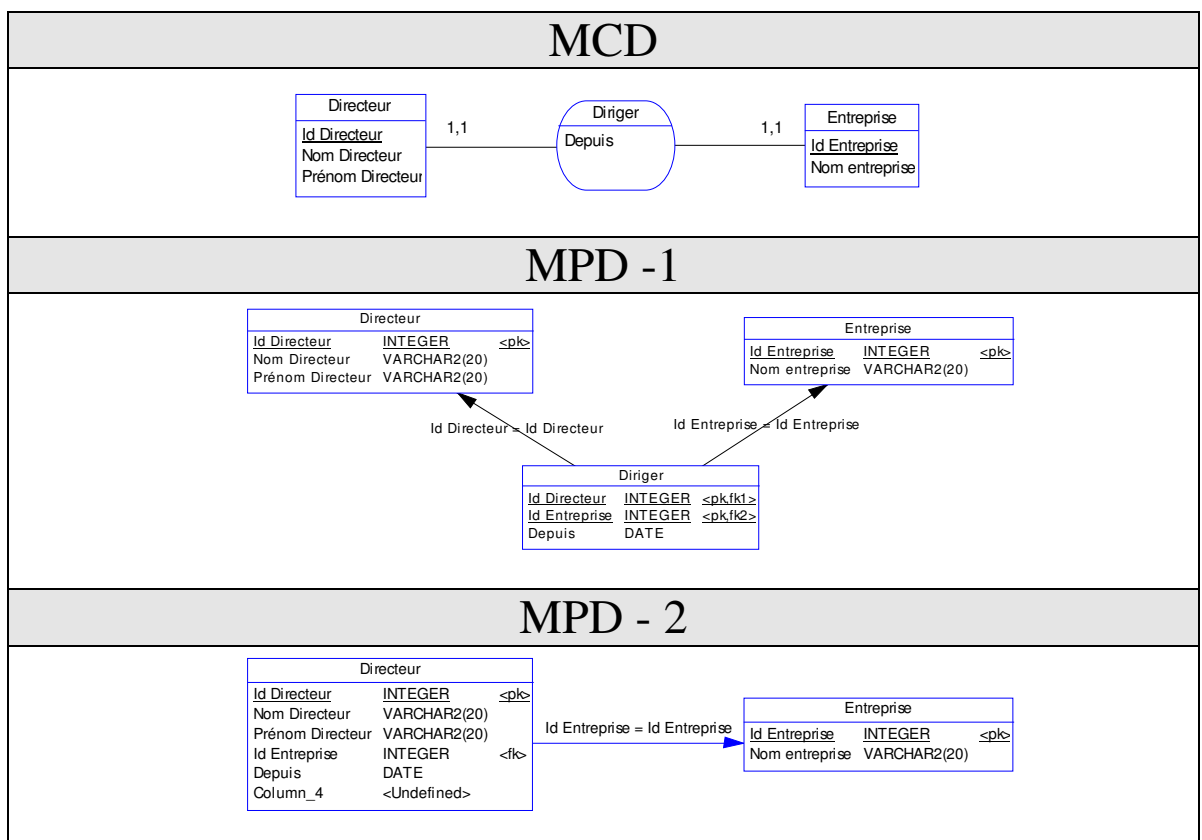 MCD
Directeur
Id Directeur
Nom Directeur
Prénom Directeur
1,1
Diriger
Depuis
1,1
Entreprise
Id Entreprise
Nom entreprise
MPD -1
Directeur
Id Directeur INTEGER <pk>
Nom Directeur VARCHAR2(20)
Prénom Directeur VARCHAR2(20)
Entreprise
Id Entreprise INTEGER <pk>
Nom entreprise VARCHAR2(20)
Id Directeur = Id Directeur
Id Entreprise = Id Entreprise
Diriger
Id Directeur INTEGER <pk,fk1>
Id Entreprise INTEGER <pk,fk2>
Depuis DATE
MPD - 2
Directeur
Id Directeur INTEGER <pk>
Nom Directeur VARCHAR2(20)
Prénom Directeur VARCHAR2(20)
Id Entreprise INTEGER <fk>
Depuis DATE
Column_4 <Undefined>
Id Entreprise = Id Entreprise
Entreprise
Id Entreprise INTEGER <pk>
Nom entreprise VARCHAR2(20)